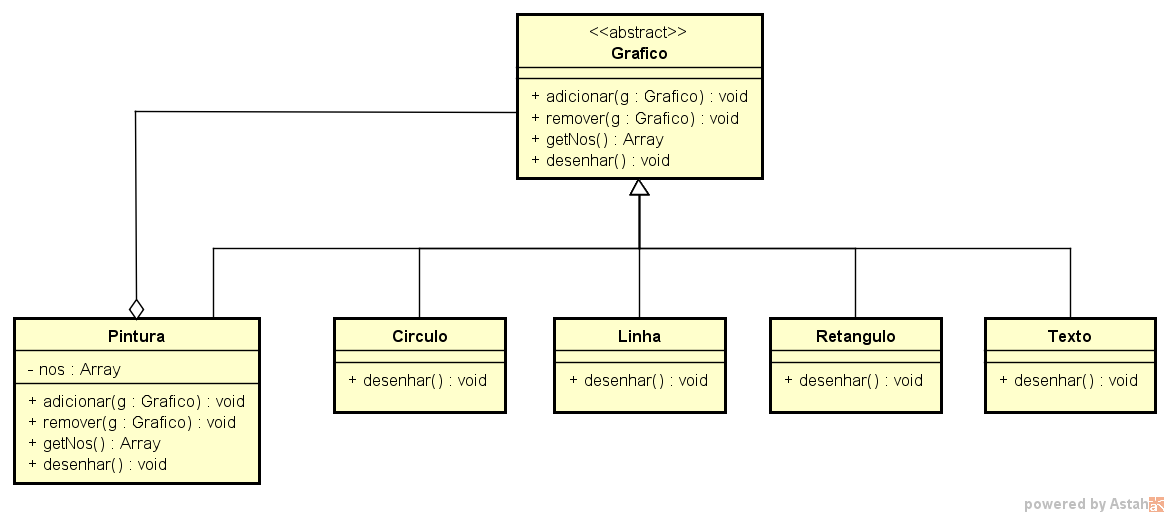 <<abstract>>
Grafico
+ adicionar(g : Grafico) : void
+ remover(g : Grafico) : void
+ getNos() : Array
+ desenhar() : void
Pintura
- nos : Array
+ adicionar(g : Grafico) : void
+ remover(g : Grafico) : void
+ getNos() : Array
+ desenhar() : void
Circulo
+ desenhar() : void
Linha
+ desenhar() : void
Retangulo
+ desenhar() : void
Texto
+ desenhar() : void
powered by Astah